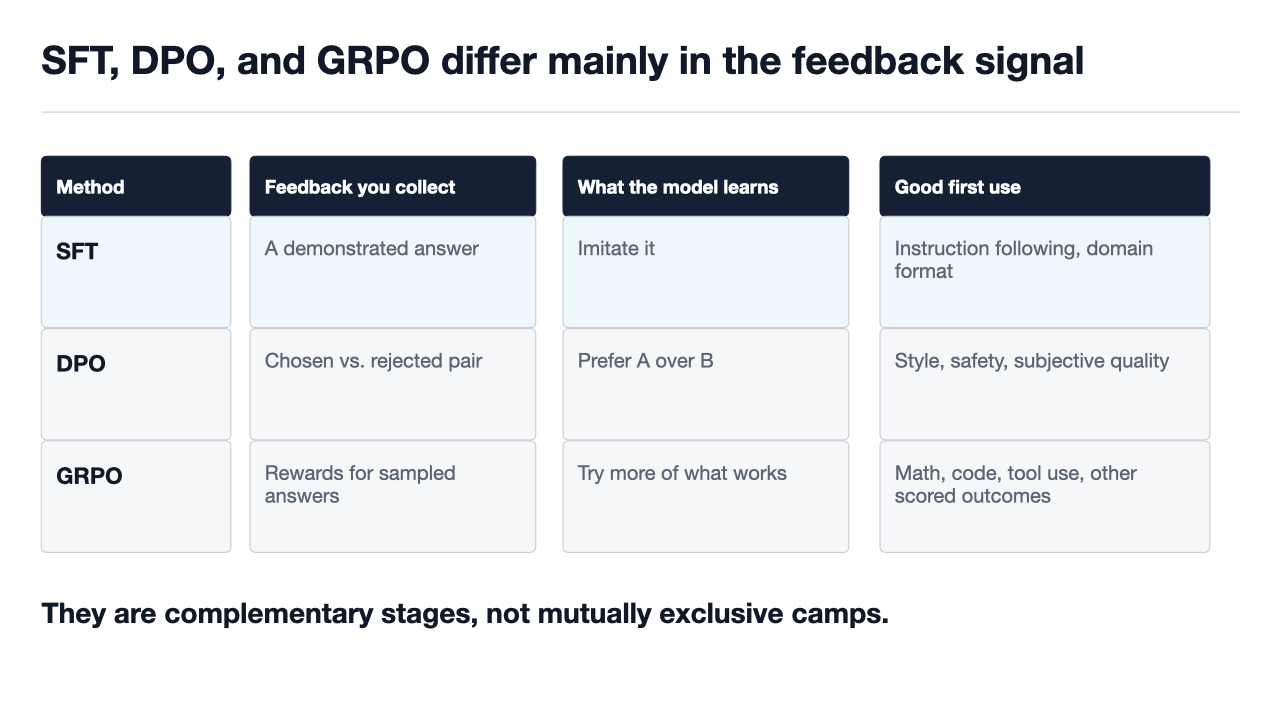 SFT, DPO, and GRPO differ mainly in the feedback signal
Method
Feedback you collect
What the model learns
Good first use
SFT
A demonstrated answer
Imitate it
Instruction following, domain
format
DPO
Chosen vs. rejected pair
Prefer A over B
Style, safety, subjective quality
GRPO
Rewards for sampled
answers
Try more of what works
Math, code, tool use, other
scored outcomes
They are complementary stages, not mutually exclusive camps.